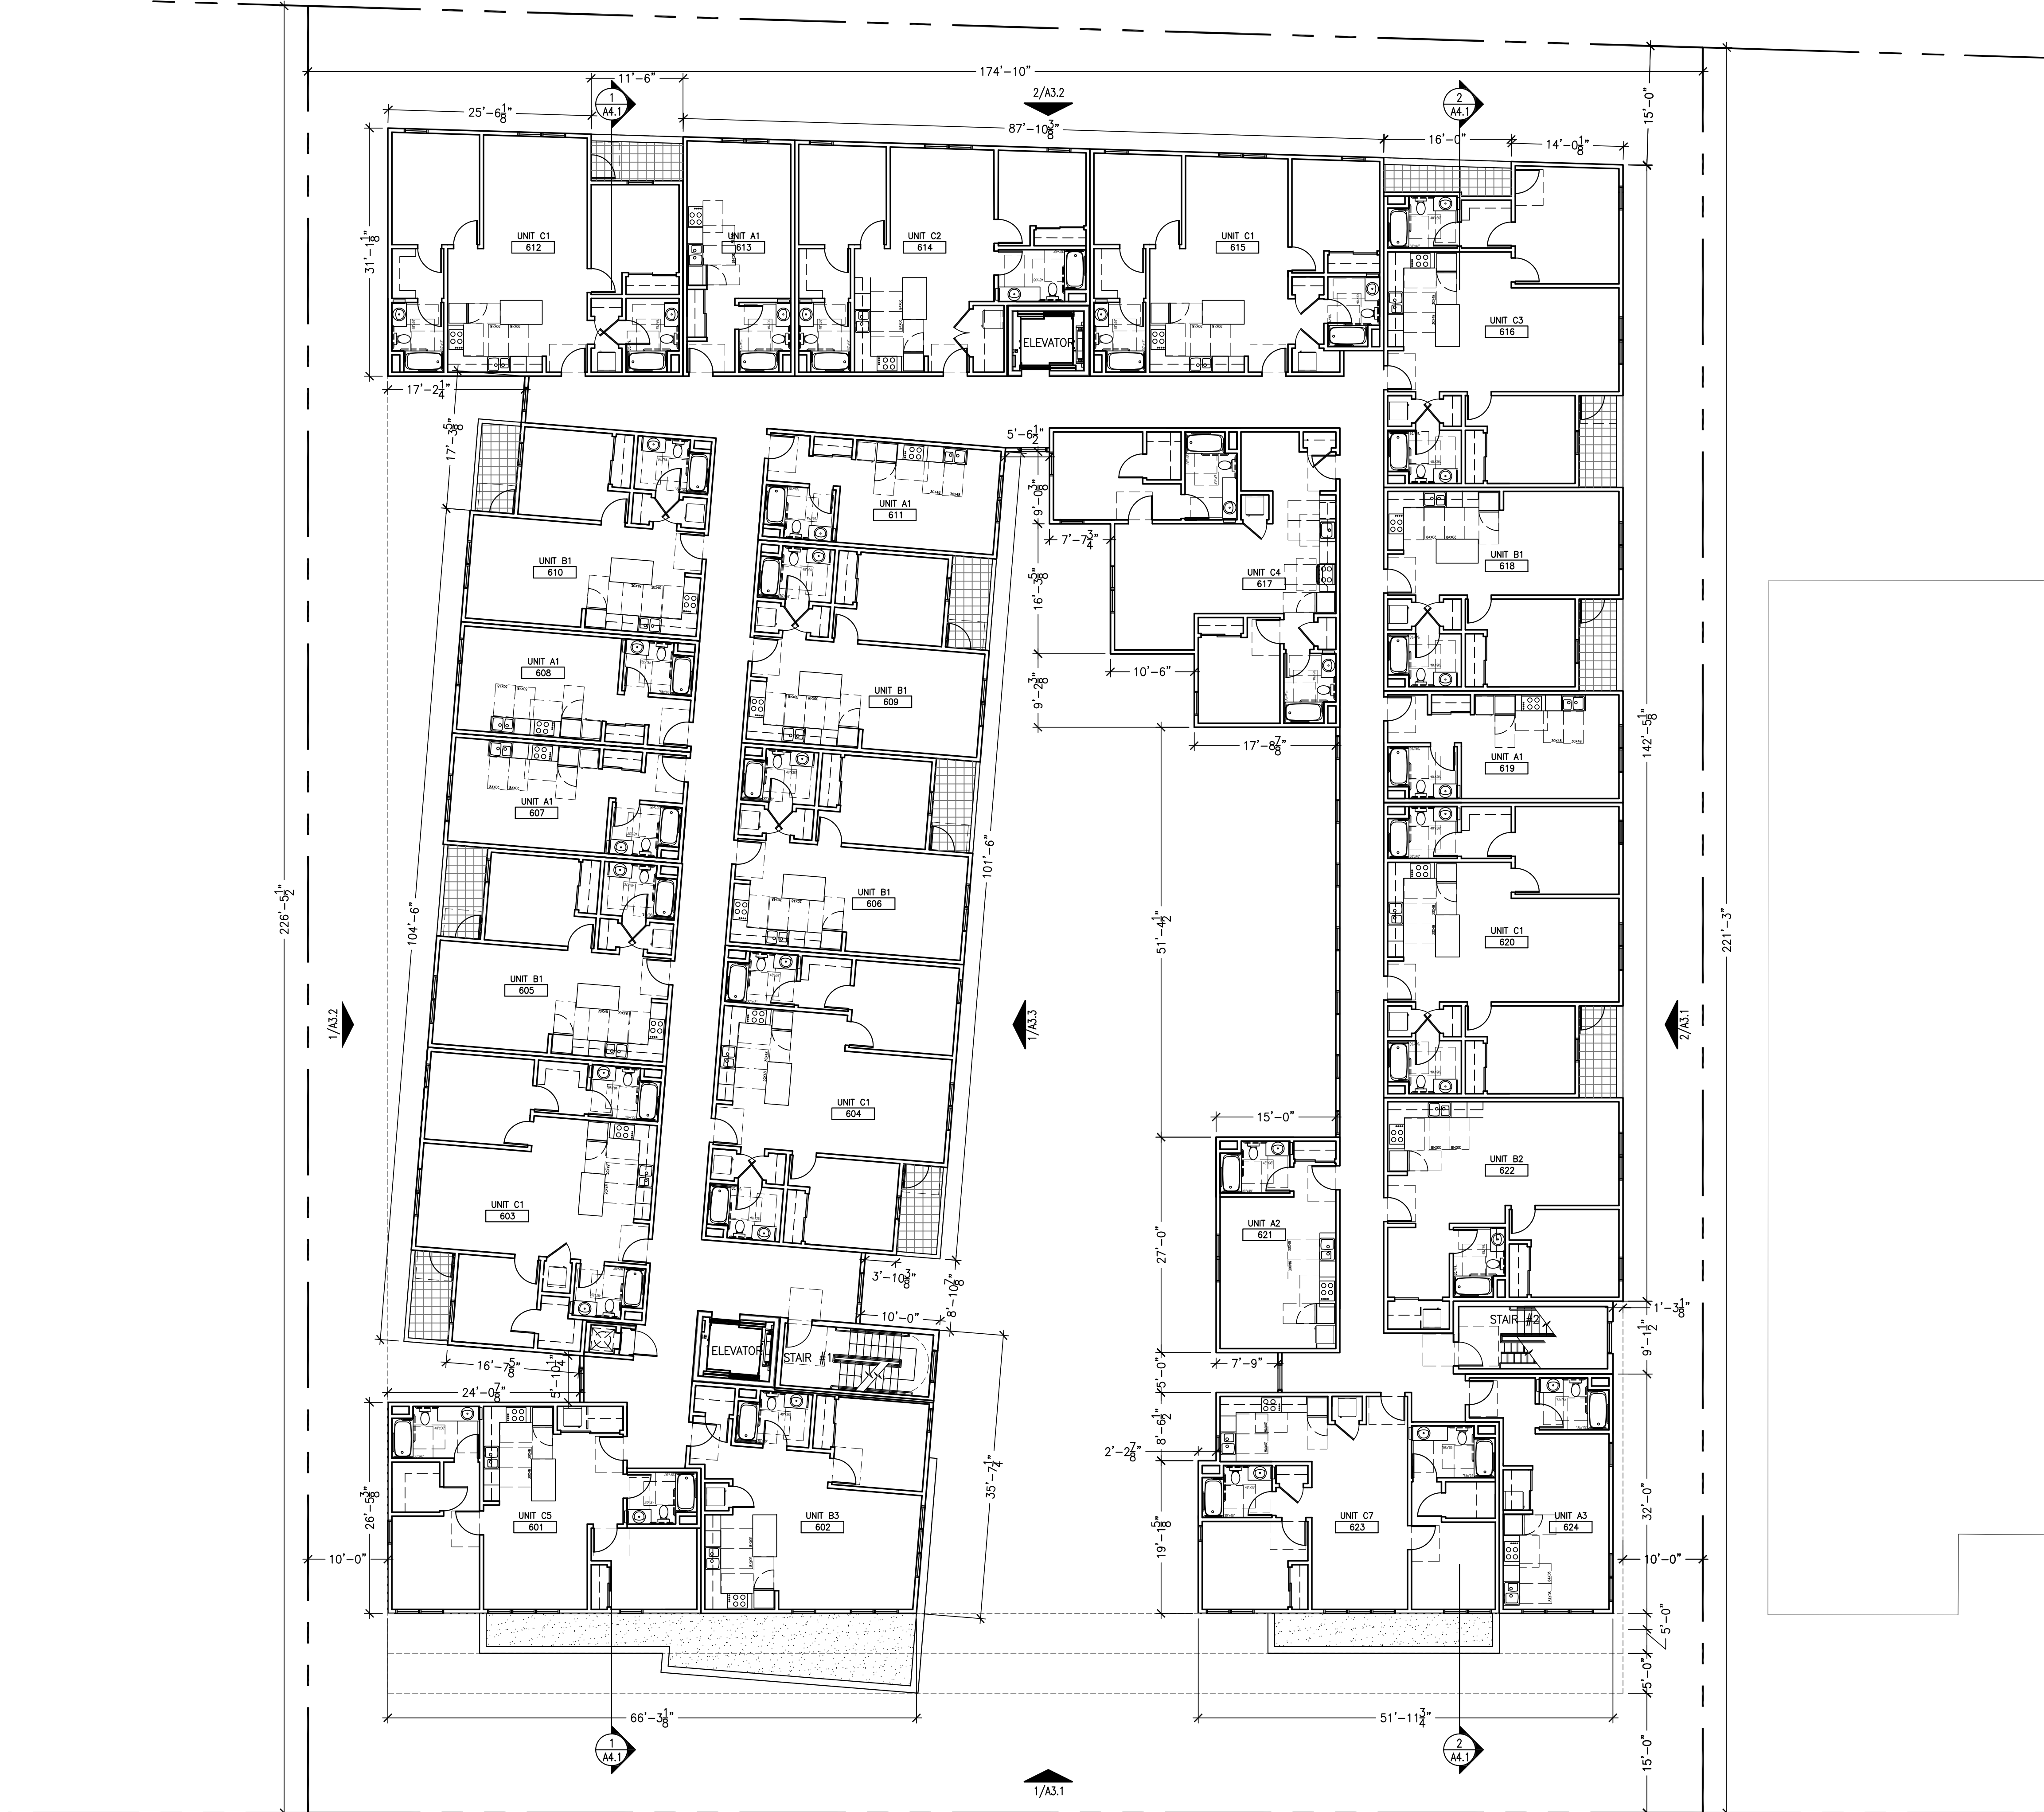 174'-10"
11'-6"
1
A4.1
2/A3.2
2
A4.1
15'-0"
25'-6 1/8"
87'-10 3/8"
16'-0"
14'-0 1/8"
31'-1 1/8"
UNIT C1
612
UNIT A1
613
UNIT C2
614
UNIT C1
615
UNIT C3
616
ELEVATOR
17'-2 1/4"
17'-3 5/8"
5'-6 1/2"
9'-0 3/8"
UNIT A1
611
UNIT B1
610
7'-7 3/4"
16'-3 5/8"
UNIT C4
617
UNIT B1
618
UNIT A1
608
UNIT B1
609
10'-6"
9'-2 3/8"
17'-8 7/8"
142'-5 1/8"
UNIT A1
619
UNIT A1
607
101'-6"
226'-5 1/2"
104'-6"
UNIT B1
606
51'-4 1/2"
UNIT C1
620
221'-3"
UNIT B1
605
1/A3.2
1/A3.3
2/A3.1
UNIT C1
604
15'-0"
UNIT B2
622
UNIT C1
603
UNIT A2
621
27'-0"
3'-10 3/8"
8'-10 7/8"
10'-0"
1'-3 1/8"
STAIR #2
9'-1 1/2"
ELEVATOR
STAIR #1
16'-7 5/8"
5'-10 1/4"
7'-9"
5'-0"
24'-0 7/8"
8'-6 1/2"
2'-2 7/8"
35'-7 1/4"
26'-5 3/8"
UNIT C5
601
UNIT B3
602
19'-1 5/8"
UNIT C7
623
UNIT A3
624
32'-0"
10'-0"
10'-0"
5'-0"
5'-0"
66'-3 1/8"
51'-11 3/4"
1
A4.1
2
A4.1
15'-0"
1/A3.1